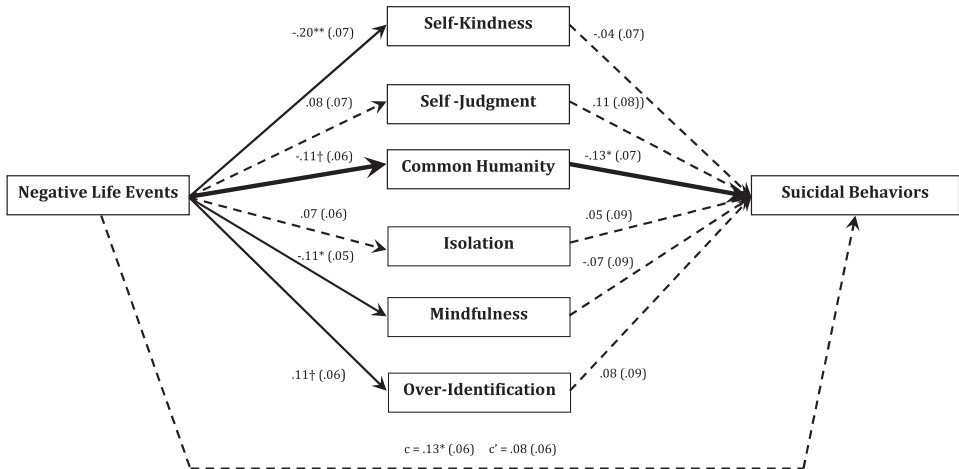 Self-Kindness
-.20** (.07)
-.04 (.07)
Self -Judgment
.08 (.07)
.11 (.08))
-.11† (.06)
Common Humanity
-.13* (.07)
Negative Life Events
Suicidal Behaviors
.07 (.06)
.05 (.09)
Isolation
-.11* (.05)
-.07 (.09)
Mindfulness
.11† (.06)
Over-Identification
.08 (.09)
c = .13* (.06) c’ = .08 (.06)